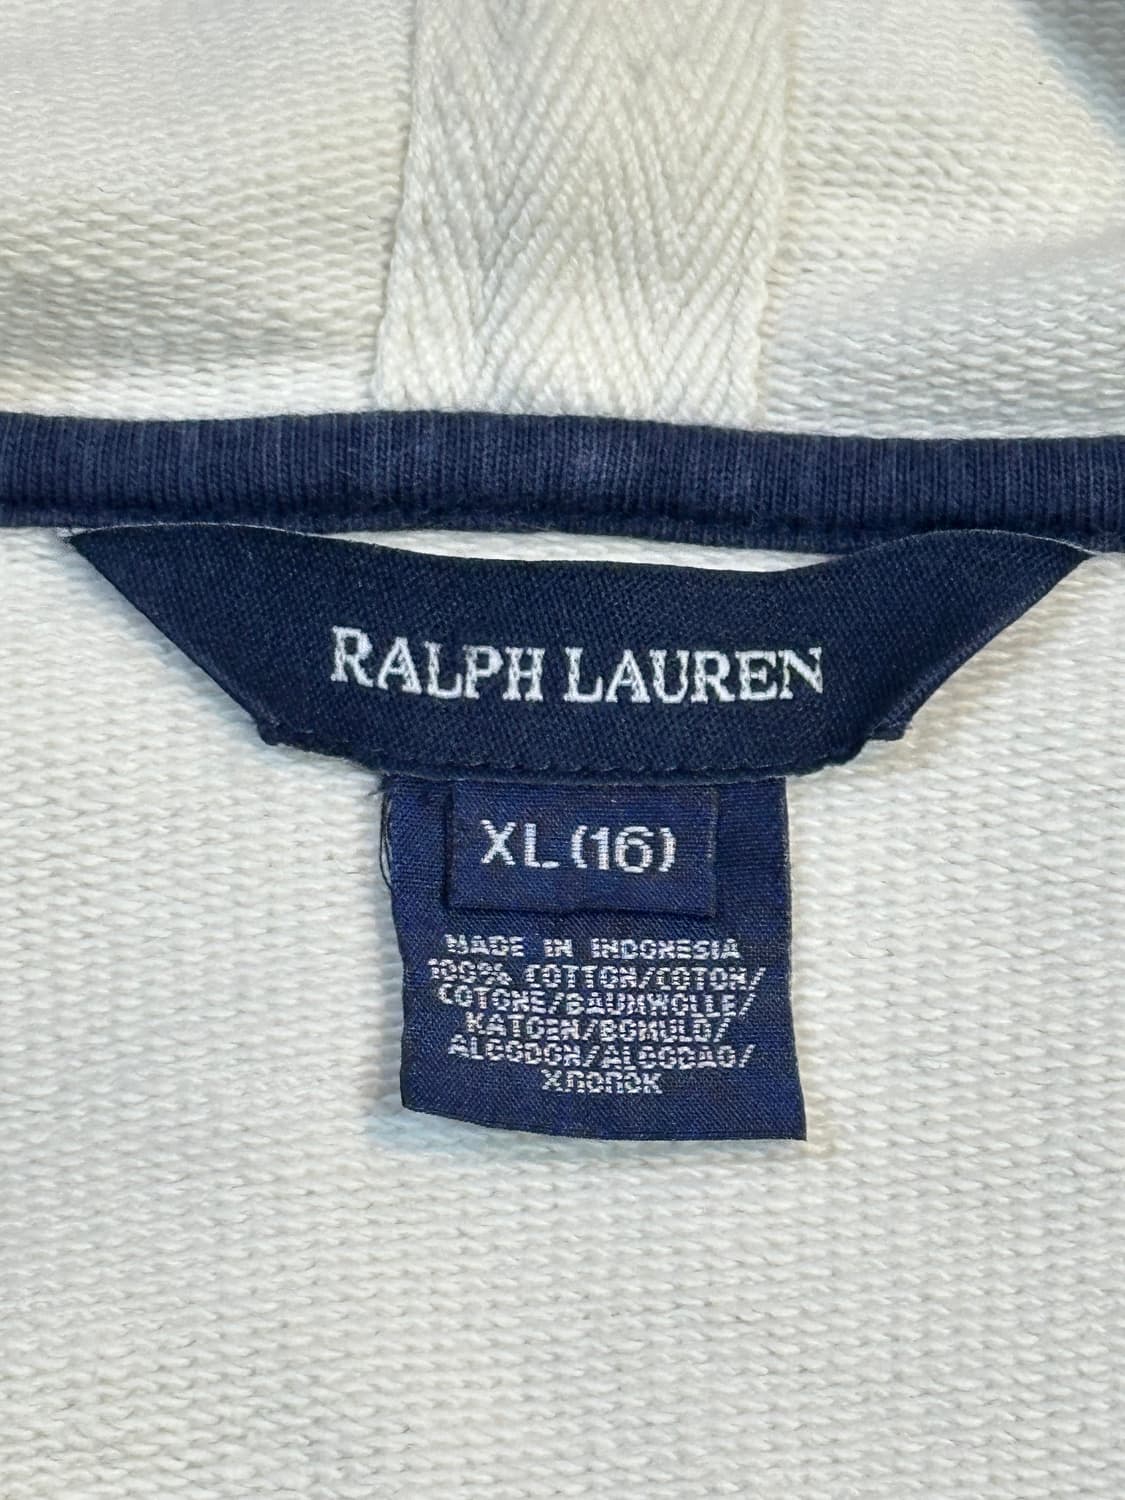 RALPH LAUREN
XL (16)
MADE IN INDONESIA
100% COTTON/COTON/
COTONE/BAUMWOLLE/
KATOEN/BOMULD/
ALGODON/ALGODAO/
ХЛОПОК